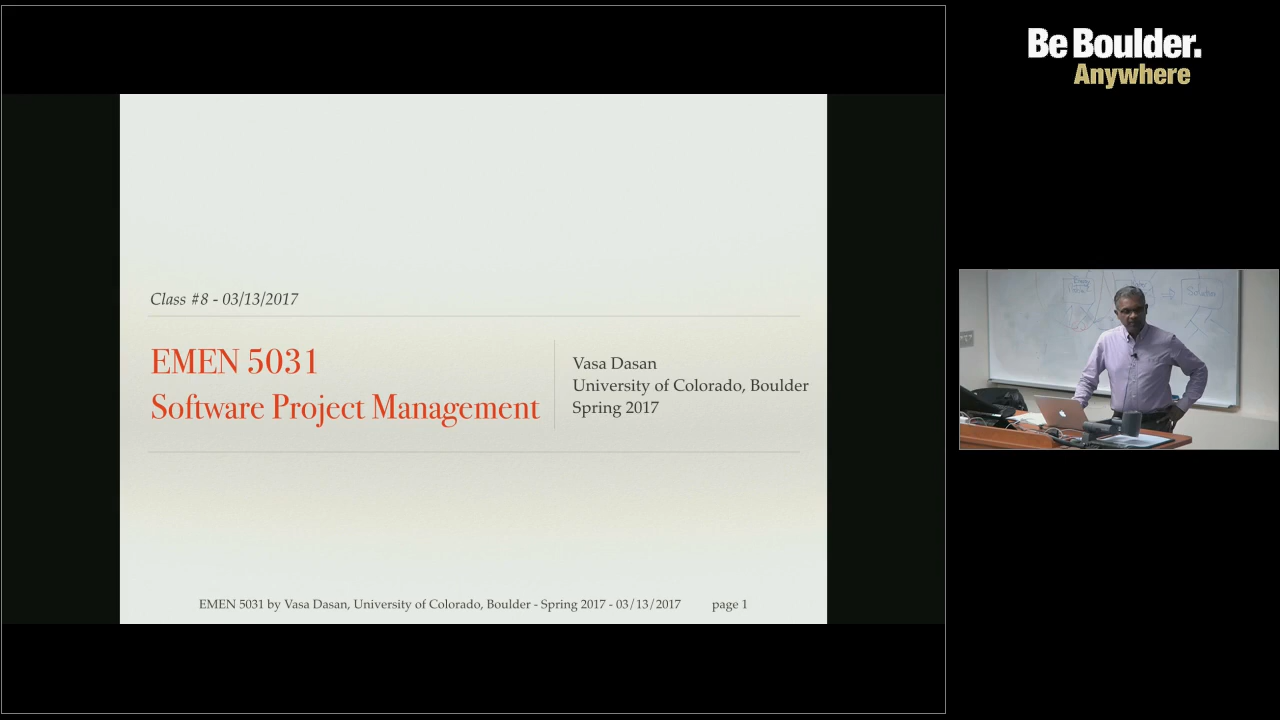 Be Boulder.
Anywhere
Class #8 - 03/13/2017
EMEN 5031
Software Project Management
Vasa Dasan
University of Colorado, Boulder
Spring 2017
EMEN 5031 by Vasa Dasan, University of Colorado, Boulder - Spring 2017 - 03/13/2017 page 1
Solution